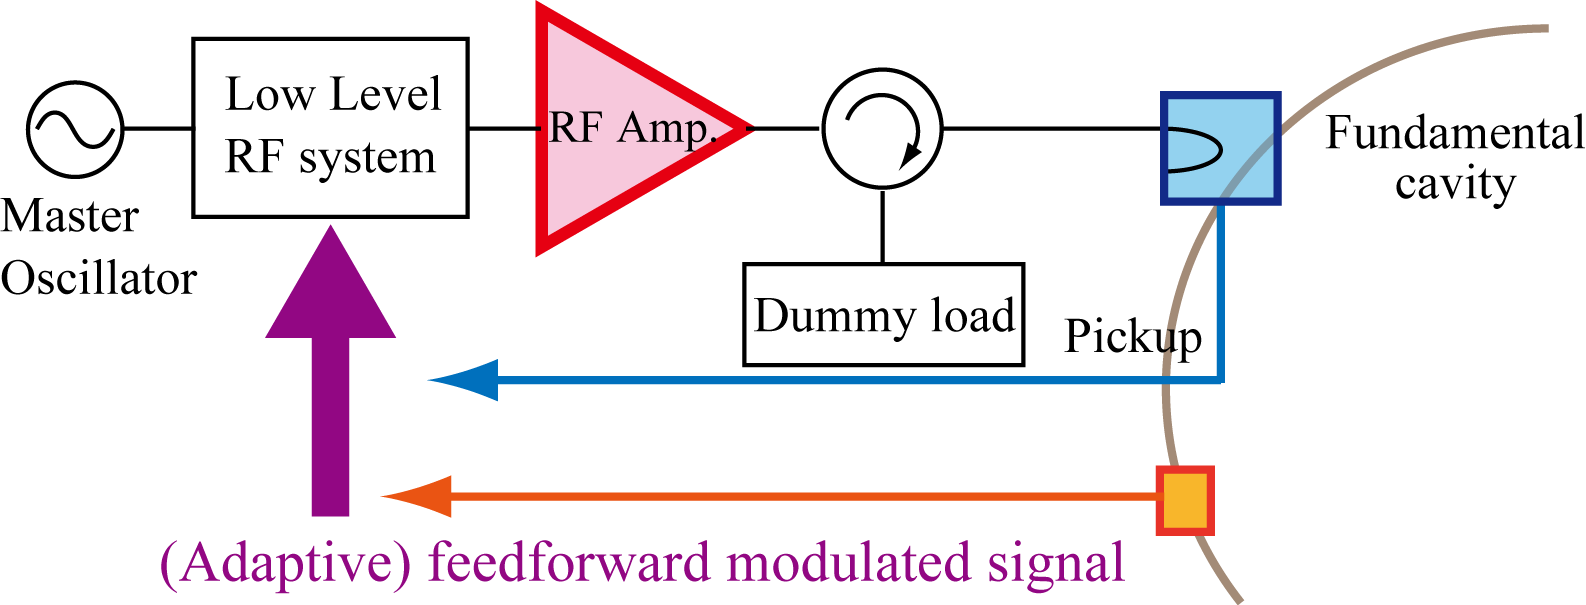 Master
Oscillator
Low Level
RF system
RF Amp.
Dummy load
Fundamental
cavity
Pickup
(Adaptive) feedforward modulated signal